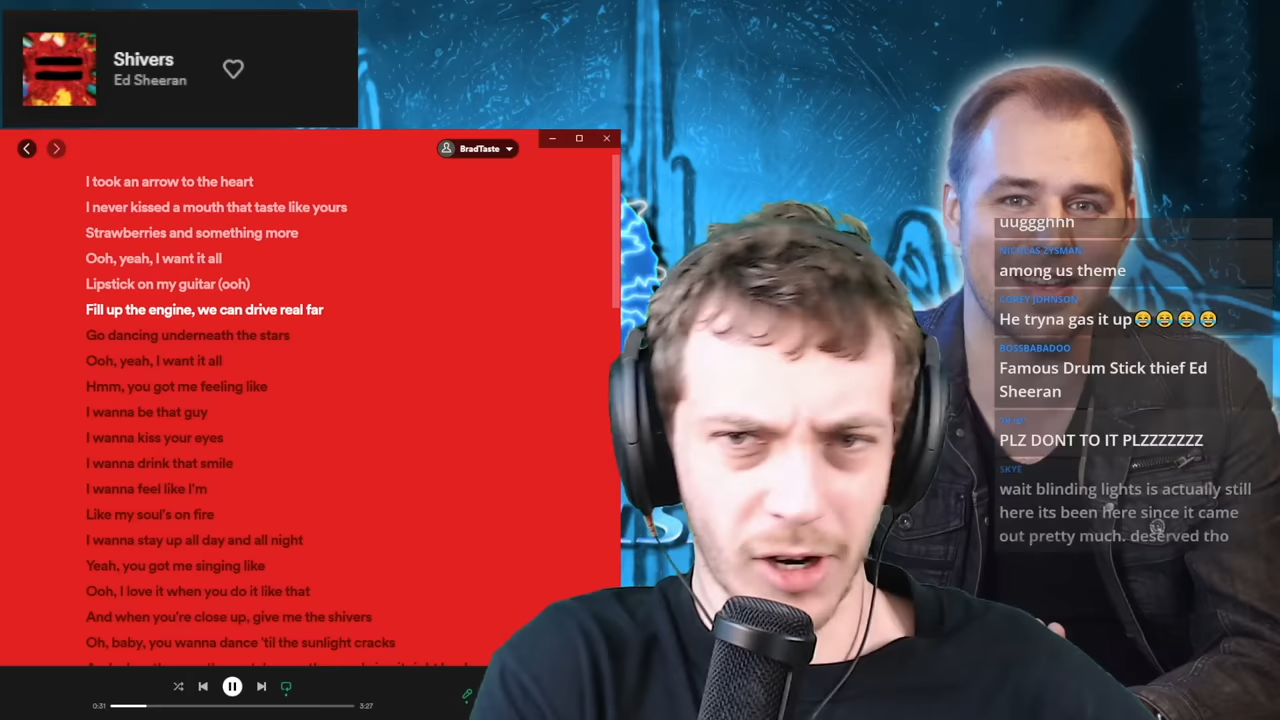 Shivers
Ed Sheeran
BradTaste
I took an arrow to the heart
I never kissed a mouth that taste like yours
Strawberries and something more
Ooh, yeah, I want it all
Lipstick on my guitar (ooh)
Fill up the engine, we can drive real far
Go dancing underneath the stars
Ooh, yeah, I want it all
Hmm, you got me feeling like
I wanna be that guy
I wanna kiss your eyes
I wanna drink that smile
I wanna feel like I'm
Like my soul's on fire
I wanna stay up all day and all night
Yeah, you got me singing like
Ooh, I love it when you do it like that
And when you're close up, give me the shivers
Oh, baby, you wanna dance 'til the sunlight cracks
0:31
3:27
uuggghhh
NICHOLAS ZYSMAN
among us theme
COREY JOHNSON
He tryna gas it up😂😂😂😂
BOSSBABADOO
Famous Drum Stick thief Ed
Sheeran
PLZ DONT TO IT PLZZZZZZZ
SKYE
wait blinding lights is actually still
here its been here since it came
out pretty much. deserved tho